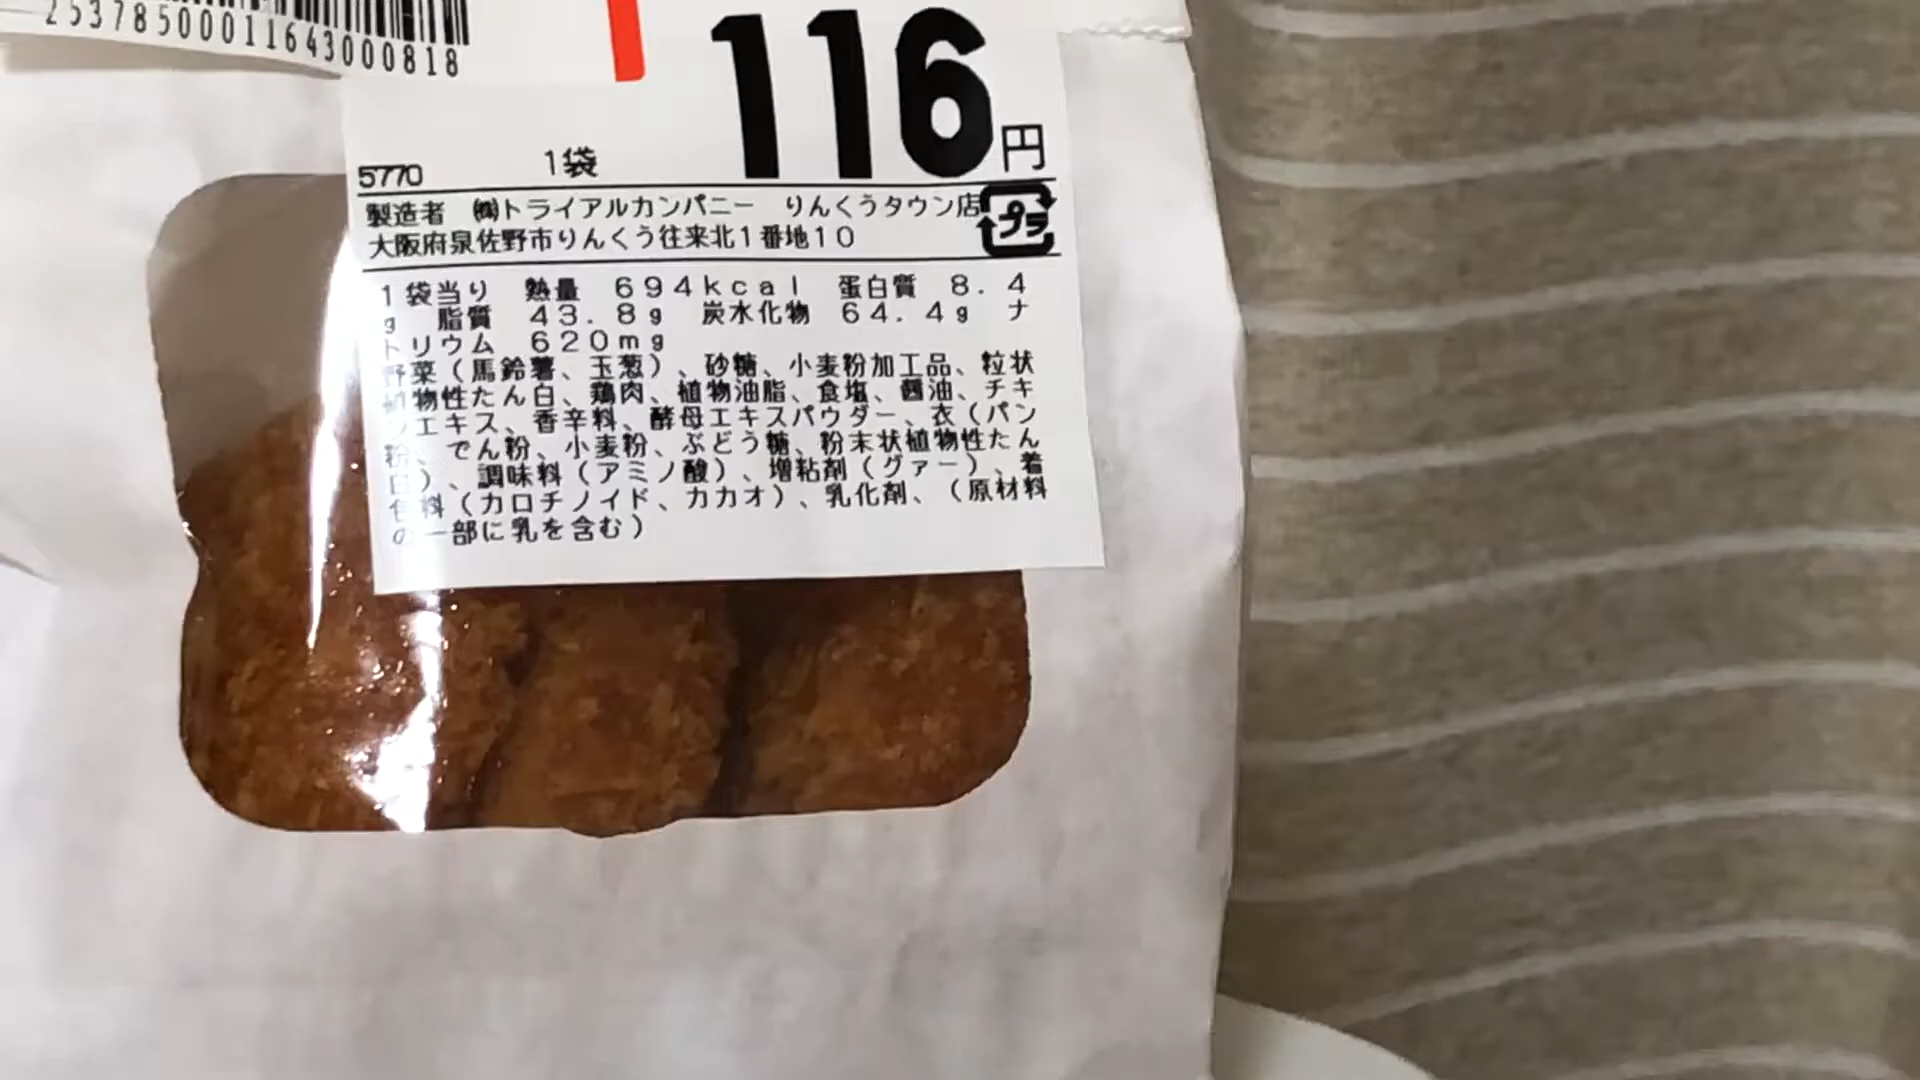 2537850001164 3000818
116円
5770 1袋
製造者 ㈱トライアルカンパニー りんくうタウン店
プラ
大阪府泉佐野市りんくう往来北1番地10
1袋当り 熱量 694kcal 蛋白質 8.4
g 脂質 43.8g 炭水化物 64.4g ナ
トリウム 620mg
野菜(馬鈴薯、玉葱)、砂糖、小麦粉加工品、粒状
植物性たん白、鶏肉、植物油脂、食塩、醤油、チキ
ンエキス、香辛料、酵母エキスパウダー、衣(パン
粉、でん粉、小麦粉、ぶどう糖、粉末状植物性たん
白)、調味料(アミノ酸)、増粘剤(グァー)、着
色料(カロチノイド、カカオ)、乳化剤、(原材料
の一部に乳を含む)